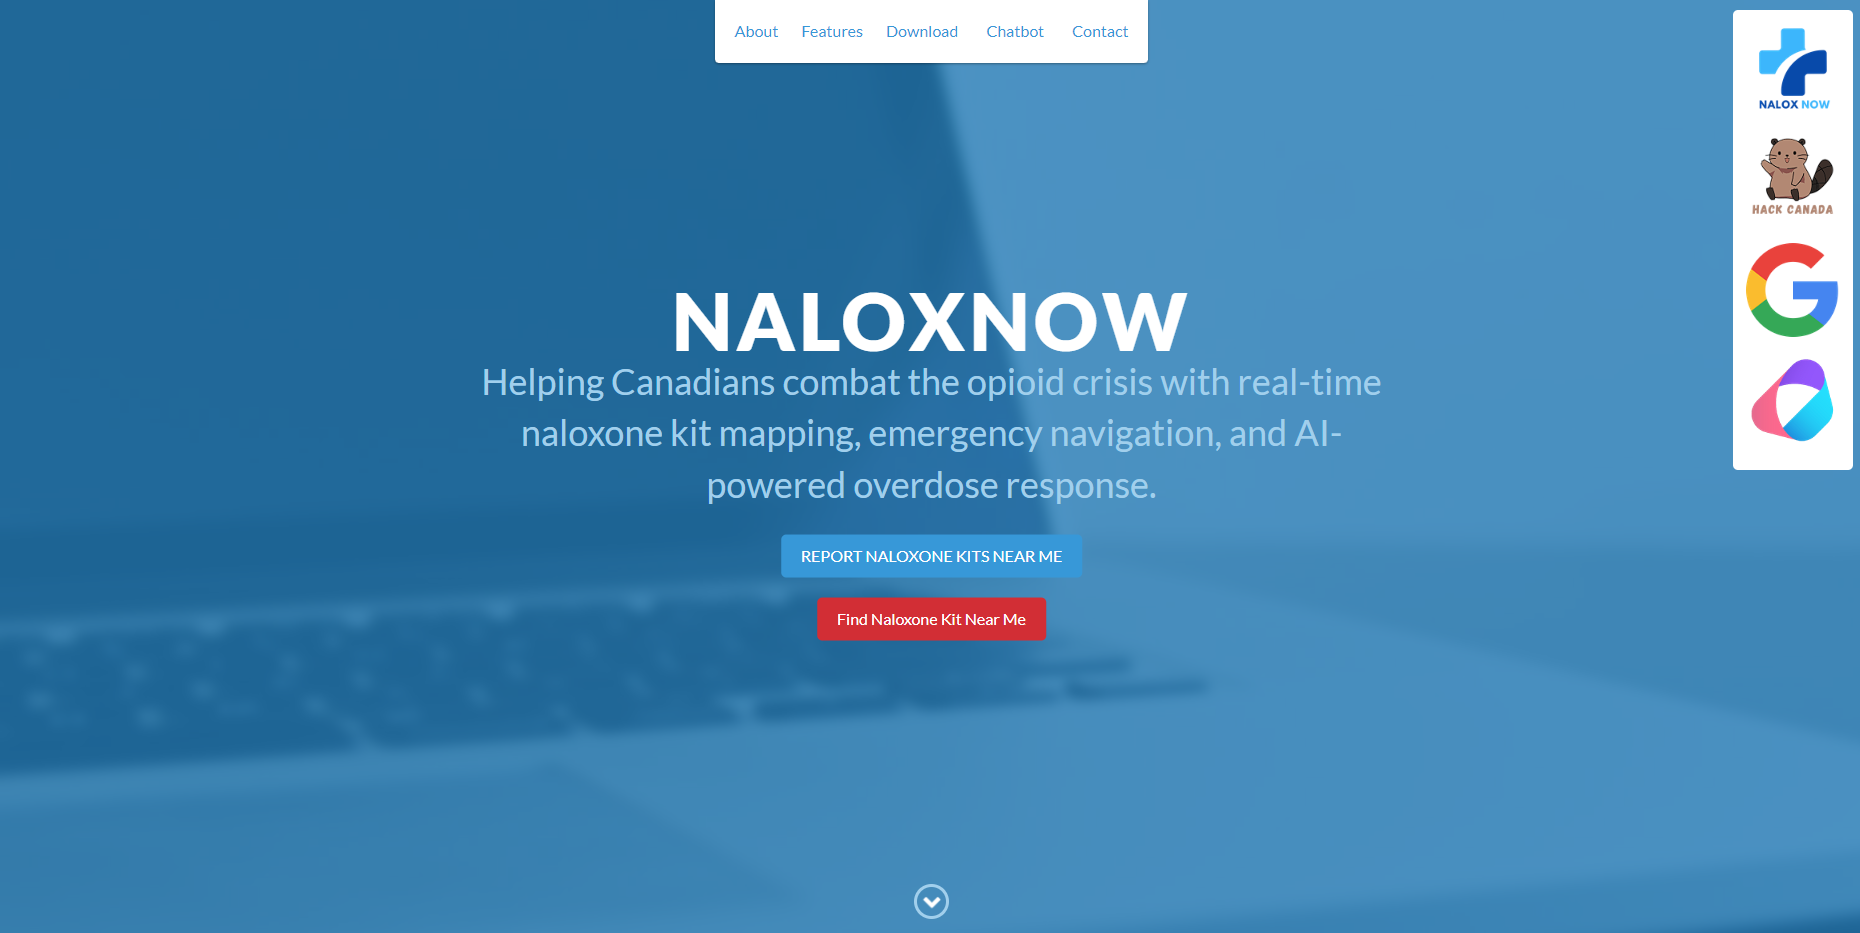 About Features Download Chatbot Contact
NALOX NOW
HACK CANADA
NALOXNOW
Helping Canadians combat the opioid crisis with real-time
naloxone kit mapping, emergency navigation, and AI-
powered overdose response.
REPORT NALOXONE KITS NEAR ME
Find Naloxone Kit Near Me